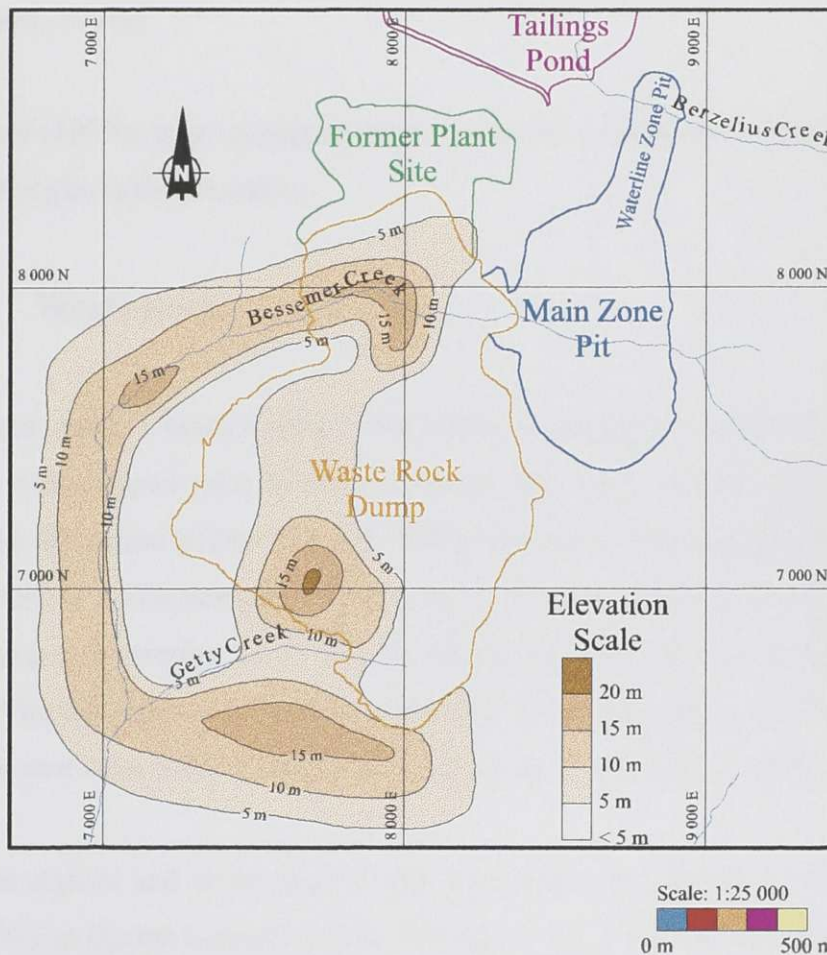 7 000 E
8 000 E
9 000 E
Tailings
Pond
Berzelius Creek
Waterline Zone Pit
Former Plant
Site
N
5 m
8 000 N
8 000 N
Bessemer Creek
10 m
15 m
Main Zone
Pit
5 m
15 m
5 m
10 m
10 m
Waste Rock
Dump
5 m
15 m
7 000 N
7 000 N
Elevation
Scale
10 m
Getty Creek
5 m
20 m
15 m
10 m
5 m
< 5 m
15 m
10 m
5 m
7 000 E
8 000 E
9 000 E
Scale: 1:25 000
0 m
500 m